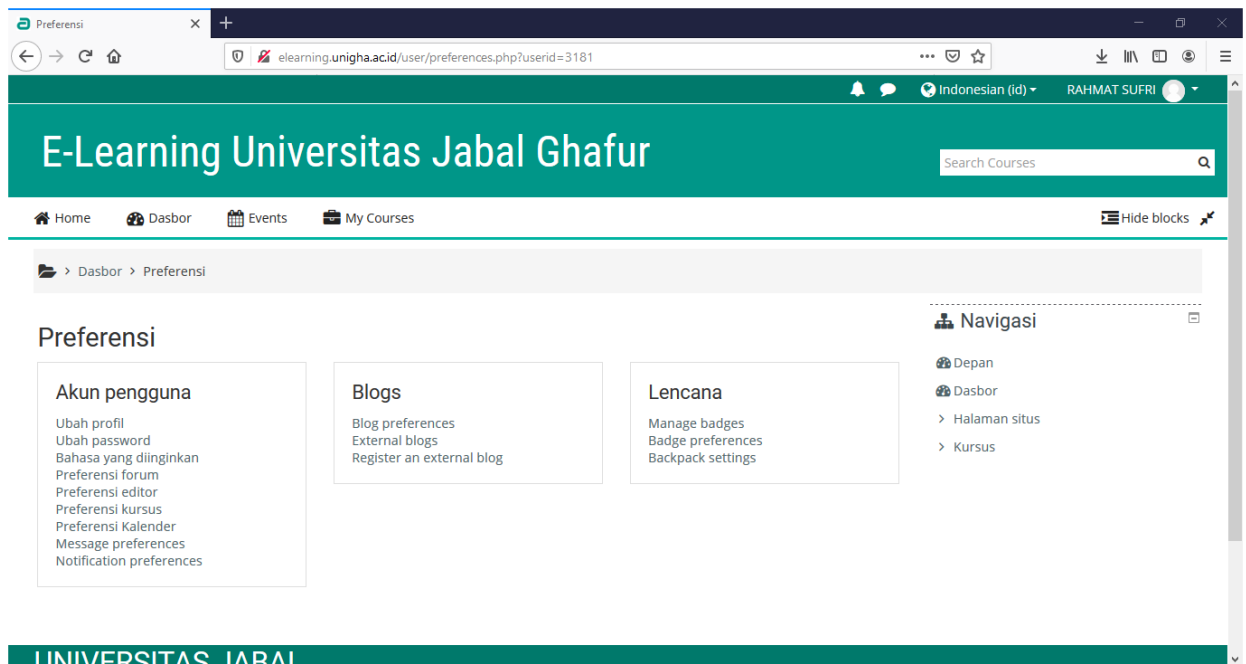 Preferensi
elearning.unigha.ac.id/user/preferences.php?userid=3181
Indonesian (id)
RAHMAT SUFRI
E-Learning Universitas Jabal Ghafur
Search Courses
Home
Dasbor
Events
My Courses
Hide blocks
> Dasbor > Preferensi
Preferensi
Akun pengguna
Ubah profil
Ubah password
Bahasa yang diinginkan
Preferensi forum
Preferensi editor
Preferensi kursus
Preferensi Kalender
Message preferences
Notification preferences
Blogs
Blog preferences
External blogs
Register an external blog
Lencana
Manage badges
Badge preferences
Backpack settings
Navigasi
Depan
Dasbor
> Halaman situs
> Kursus
UNIVERSITAS JABAL